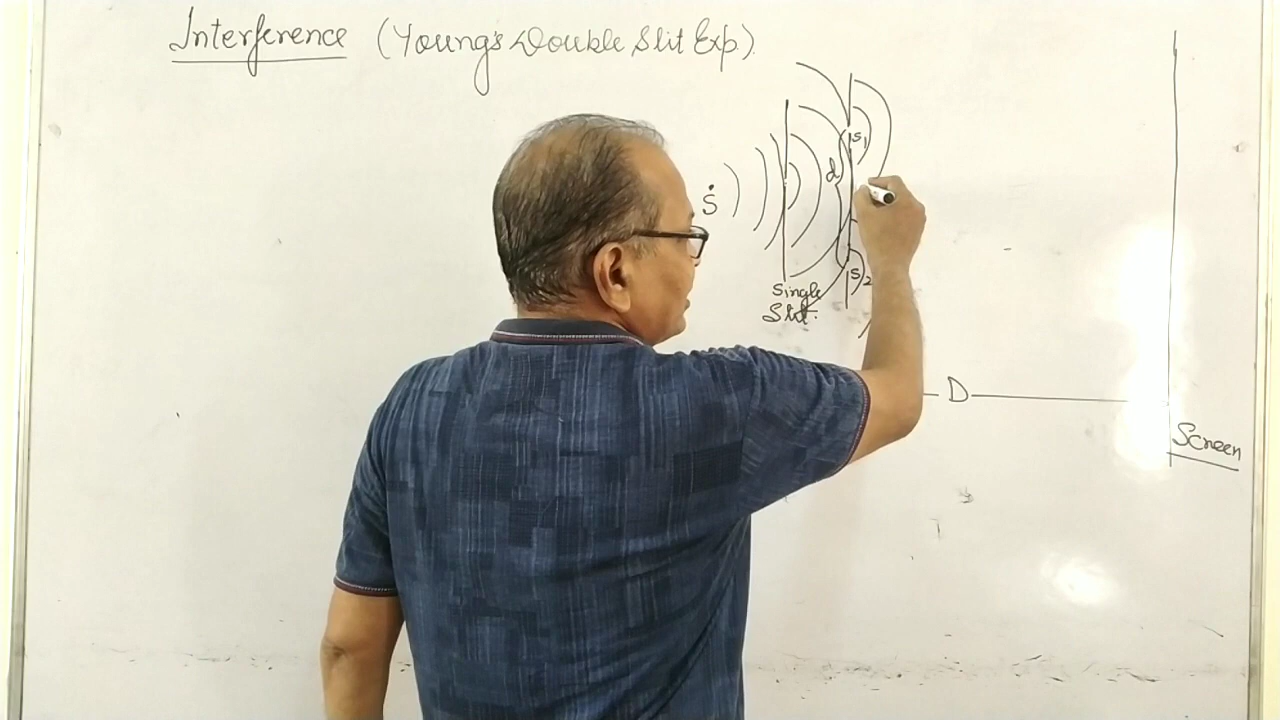 Interference (Young's Double Slit Exp.)
S
d
S1
S2
Single
Slit.
D
Screen